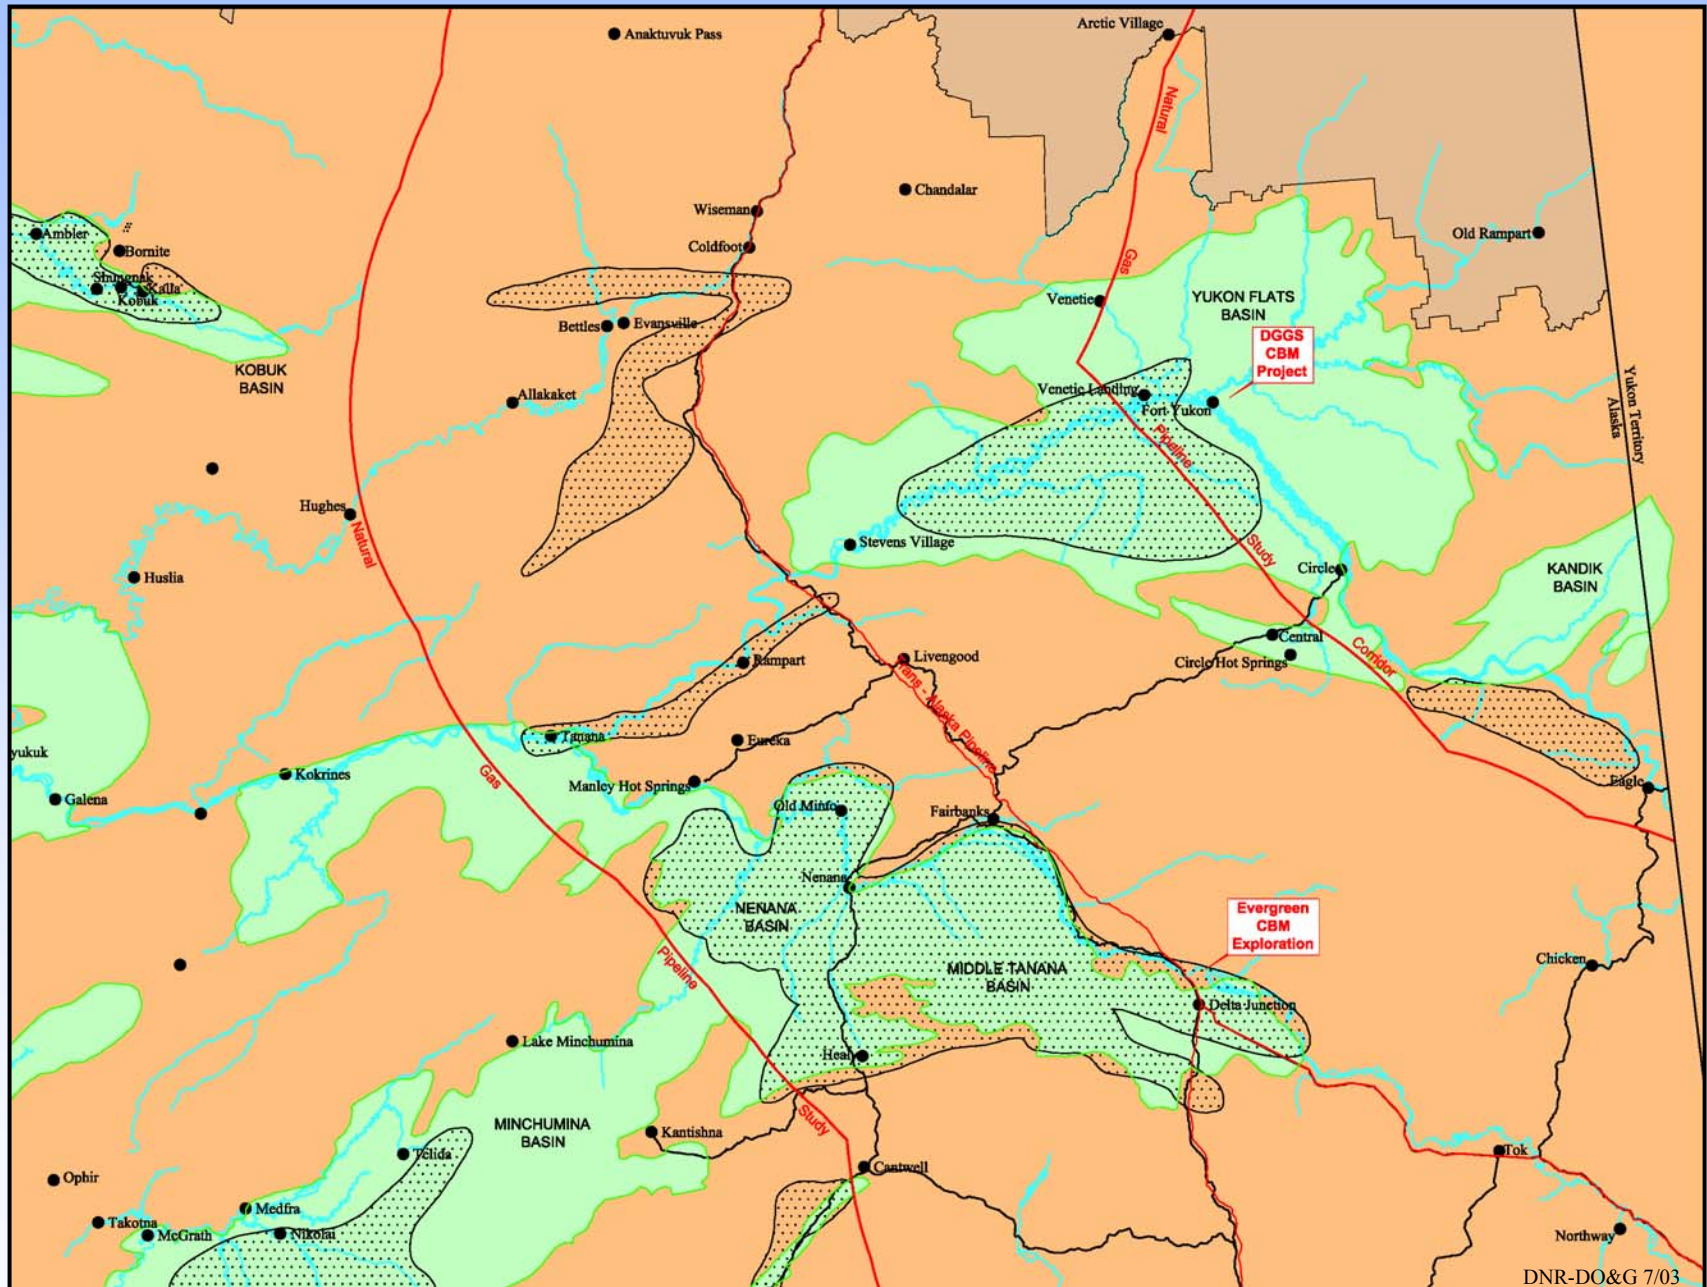 Anaktuvuk Pass
Arctic Village
Natural
Chandalar
Wiseman
Coldfoot
Ambler
Bornite
Shungnak
Kalla
Kobuk
Old Rampart
Gas
Venetie
YUKON FLATS
BASIN
DGGS
CBM
Project
Bettles
Evansville
KOBUK
BASIN
Allakaket
Venetic Landing
Fort Yukon
Yukon Territory
Alaska
Pipeline
Hughes
Natural
Stevens Village
Study
Circle
KANDIK
BASIN
Huslia
Central
Circle Hot Springs
Corridor
Rampart
Livengood
Trans - Alaska Pipeline
Tanana
Eureka
yukuk
Galena
Kokrines
Gas
Manley Hot Springs
Old Minto
Fairbanks
Eagle
Nenana
NENANA
BASIN
Evergreen
CBM
Exploration
Pipeline
MIDDLE TANANA
BASIN
Chicken
Delta Junction
Lake Minchumina
Heal
MINCHUMINA
BASIN
Kantishna
Study
Telida
Cantwell
Tok
Ophir
Takotna
McGrath
Medfra
Nikolai
Northway
DNR-DO&G 7/03